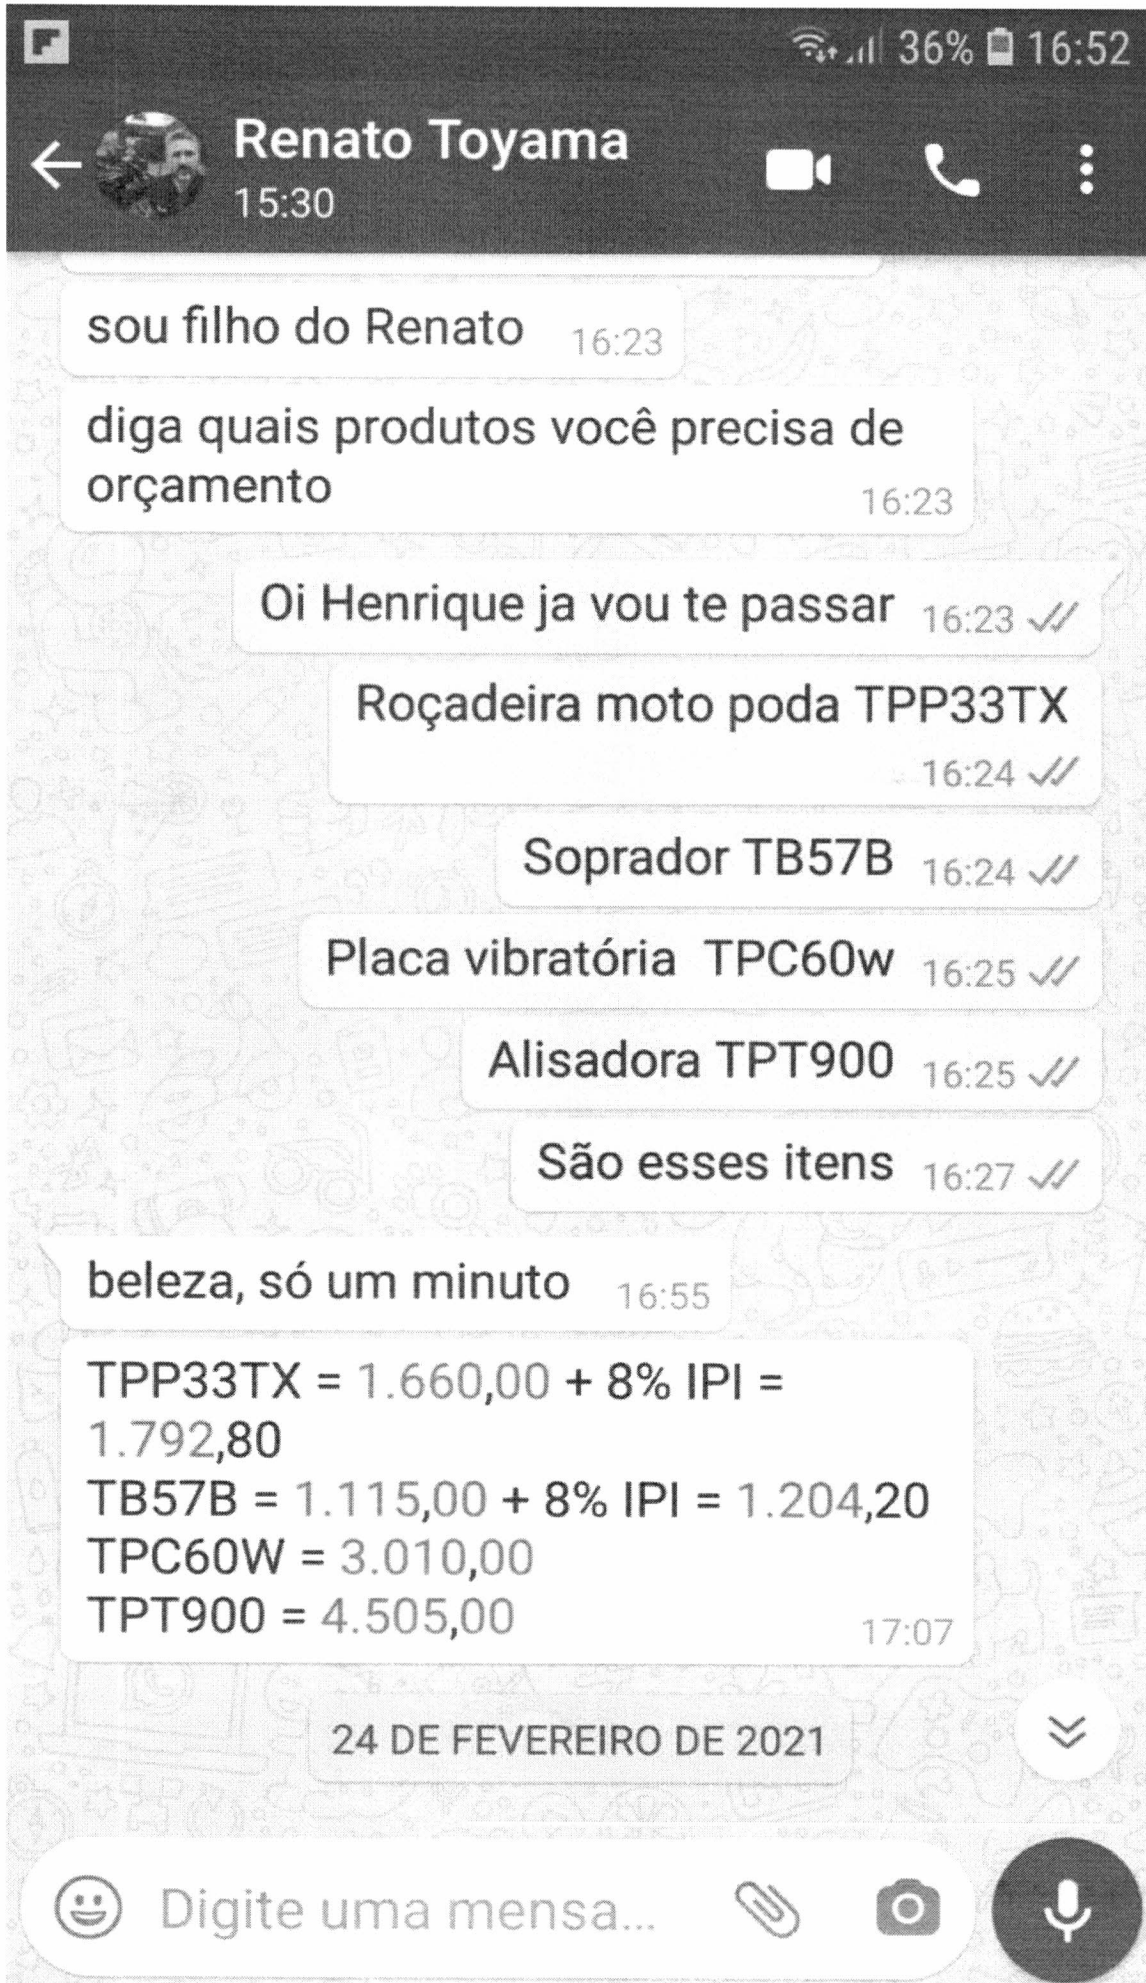 36% 16:52
Renato Toyama
15:30
sou filho do Renato 16:23
diga quais produtos você precisa de
orçamento 16:23
Oi Henrique ja vou te passar 16:23
Roçadeira moto poda TPP33TX
16:24
Soprador TB57B 16:24
Placa vibratória TPC60w 16:25
Alisadora TPT900 16:25
São esses itens 16:27
beleza, só um minuto 16:55
TPP33TX = 1.660,00 + 8% IPI =
1.792,80
TB57B = 1.115,00 + 8% IPI = 1.204,20
TPC60W = 3.010,00
TPT900 = 4.505,00
17:07
24 DE FEVEREIRO DE 2021
Digite uma mensa...